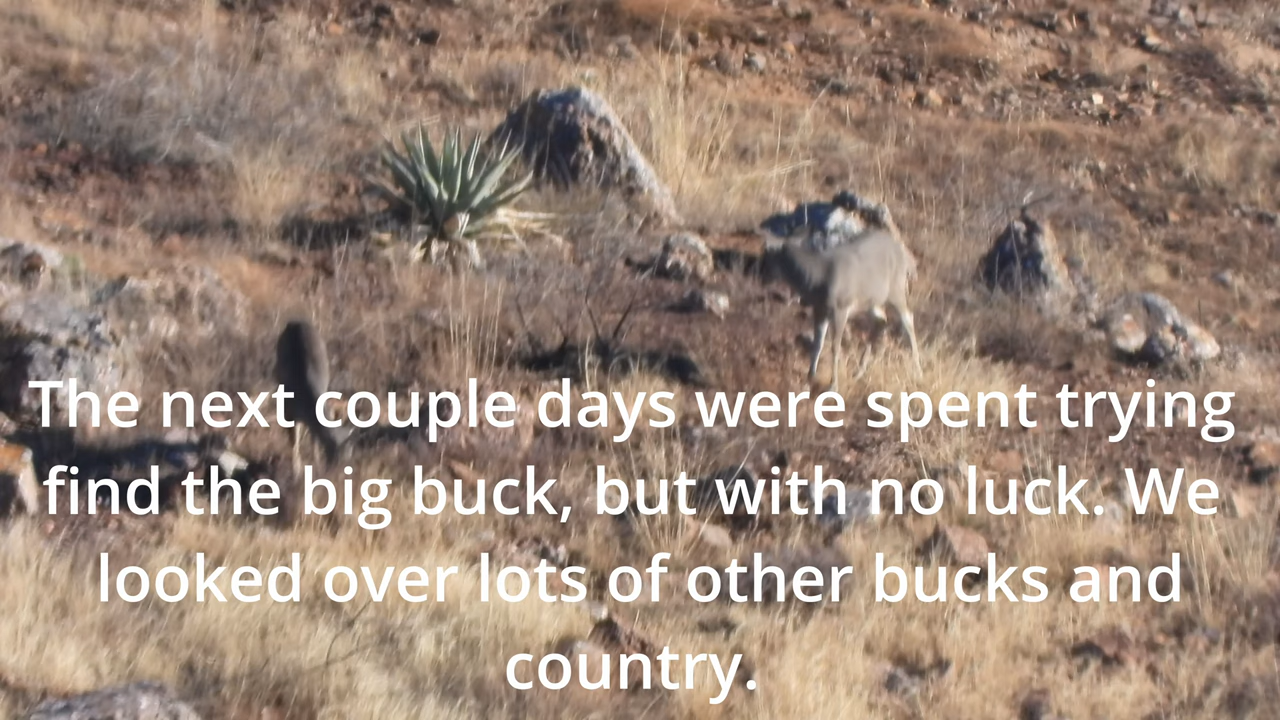 The next couple days were spent trying
find the big buck, but with no luck. We
looked over lots of other bucks and
country.